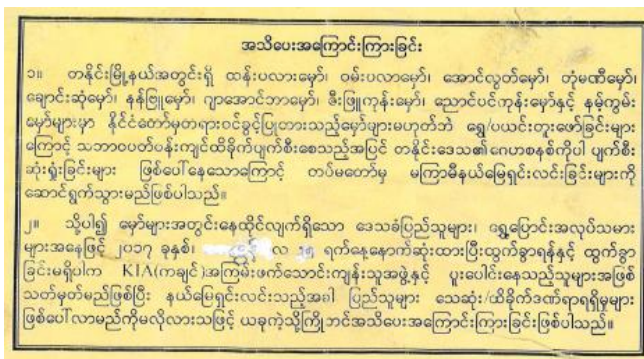 အသိပေးအကြောင်းကြားခြင်း
၁။ တနိုင်းမြို့နယ်အတွင်းရှိ ထန်းပလားမှော်၊ ဝမ်းပလာမှော်၊ အောင်လွတ်မှော်၊ တုံမဏီမှော်၊
ချောင်းဆုံမှော်၊ နန်ဗြူမှော်၊ ဂျာအောင်ဘာမှော်၊ ဇီးဖြူကုန်းမှော်၊ ညောင်ပင်ကုန်းမှော်နှင့် နမ့်ကွမ်း
မှော်များမှာ နိုင်ငံတော်မှတရားဝင်ခွင့်ပြုထားသည့်မှော်များမဟုတ်ဘဲ ရွှေ/ပယင်းတူးဖော်ခြင်းများ
ကြောင့် သဘာဝပတ်ပန်းကျင်ထိခိုက်ပျက်စီးစေသည့်အပြင် တနိုင်းဒေသ၏ဂေဟစနစ်ကိုပါ ပျက်စီး
ဆုံးရှုံးခြင်းများ ဖြစ်ပေါ်နေသောကြောင့် တပ်မတော်မှ မကြာမီနယ်မြေရှင်းလင်းခြင်းများကို
ဆောင်ရွက်သွားမည်ဖြစ်ပါသည်။
၂။ သို့ပါ၍ မှော်များအတွင်းနေထိုင်လျက်ရှိသော ဒေသခံပြည်သူများ၊ ရွှေ့ပြောင်းအလုပ်သမား
များအနေဖြင့် ၂၀၁၇ ခုနှစ်၊ လ ၁၅ ရက်နေ့နောက်ဆုံးထားပြီးထွက်ခွာရန်နှင့် ထွက်ခွာ
ခြင်းမရှိပါက KIA(ကချင်)အကြမ်းဖက်သောင်းကျန်းသူအဖွဲ့နှင့် ပူးပေါင်းနေသည့်သူများအဖြစ်
သတ်မှတ်မည်ဖြစ်ပြီး နယ်မြေရှင်းလင်းသည့်အခါ ပြည်သူများ သေဆုံး/ထိခိုက်ဒဏ်ရာရရှိမှုများ
ဖြစ်ပေါ်လာမည်ကိုမလိုလားသဖြင့် ယခုကဲ့သို့ကြိုတင်အသိပေးအကြောင်းကြားခြင်းဖြစ်ပါသည်။